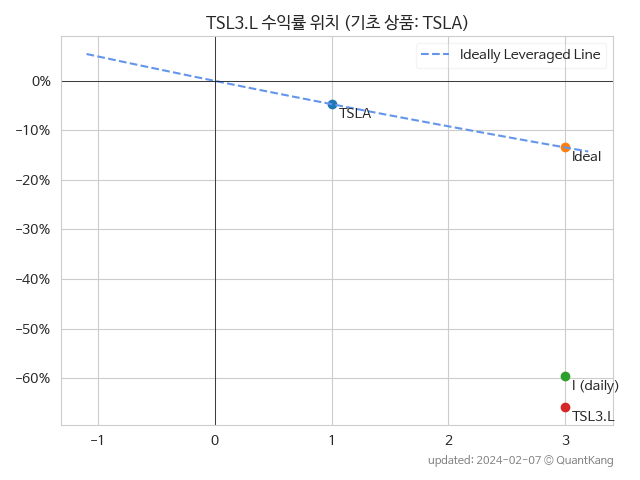 TSL3.L 수익률 위치 (기초 상품: TSLA)
Ideally Leveraged Line
0%
−10%
−20%
−30%
−40%
−50%
−60%
TSLA
Ideal
I (daily)
TSL3.L
−1
0
1
2
3
updated: 2024-02-07 © QuantKang